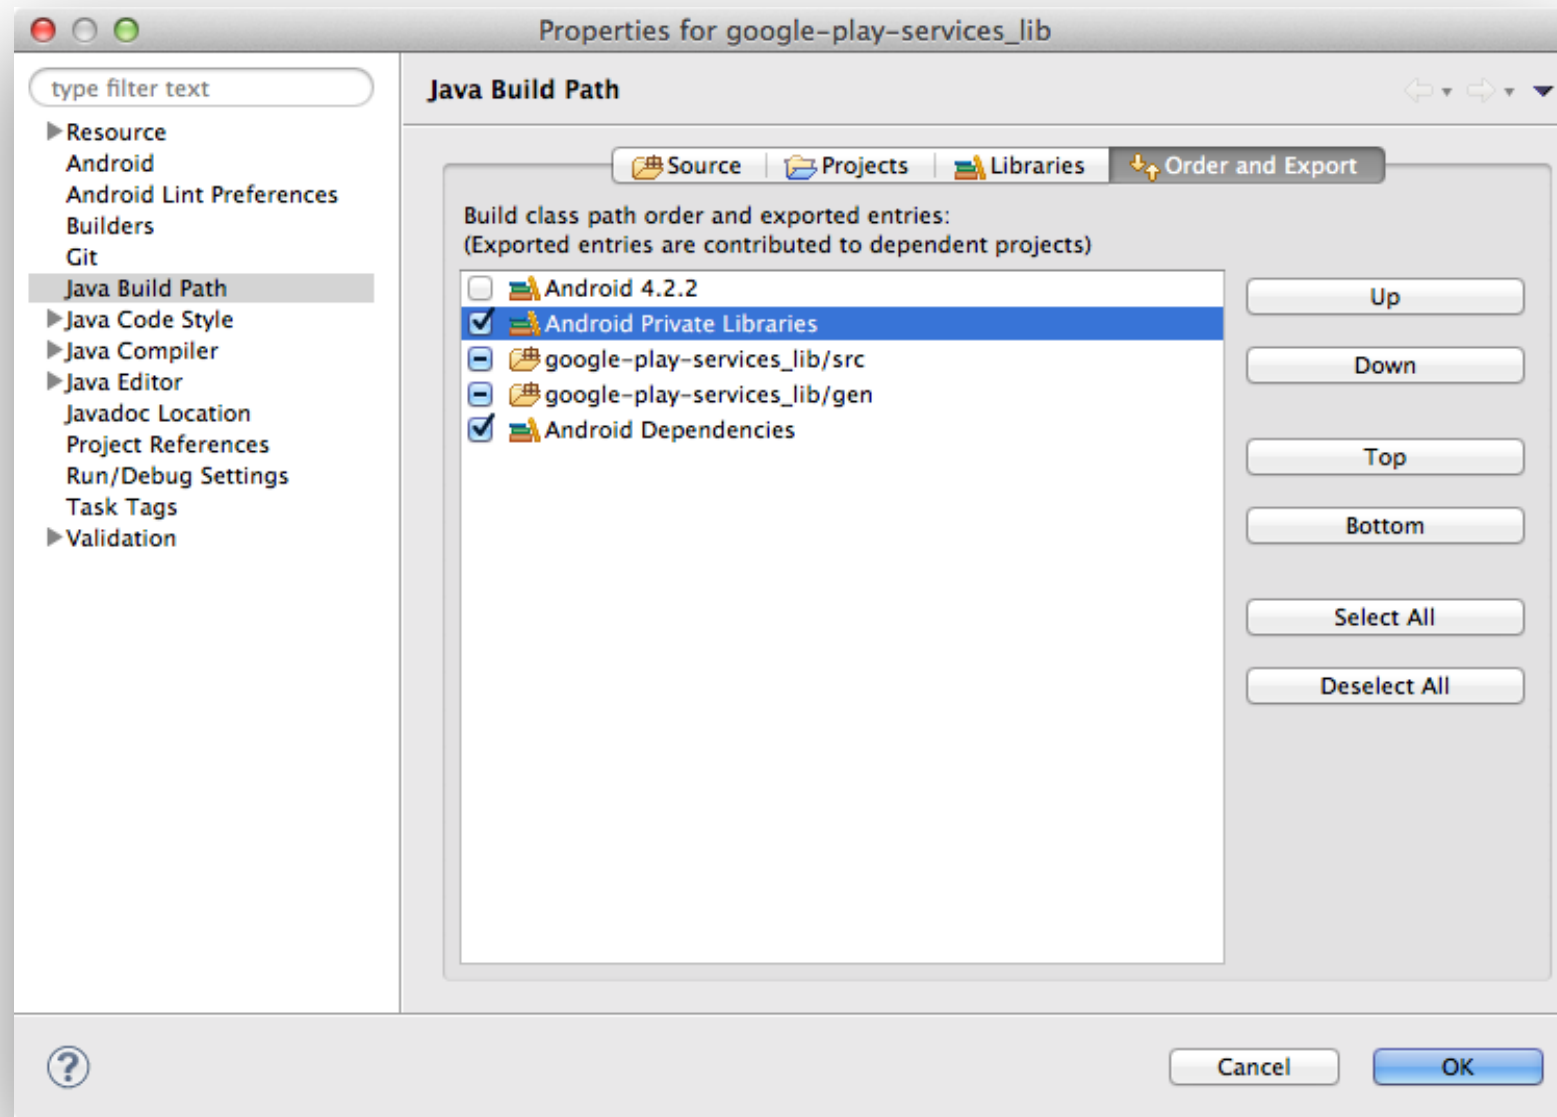 Properties for google-play-services_lib
type filter text
Resource
Android
Android Lint Preferences
Builders
Git
Java Build Path
Java Code Style
Java Compiler
Java Editor
Javadoc Location
Project References
Run/Debug Settings
Task Tags
Validation
Java Build Path
Source Projects Libraries Order and Export
Build class path order and exported entries:
(Exported entries are contributed to dependent projects)
Android 4.2.2
Android Private Libraries
google-play-services_lib/src
google-play-services_lib/gen
Android Dependencies
Up
Down
Top
Bottom
Select All
Deselect All
?
Cancel OK